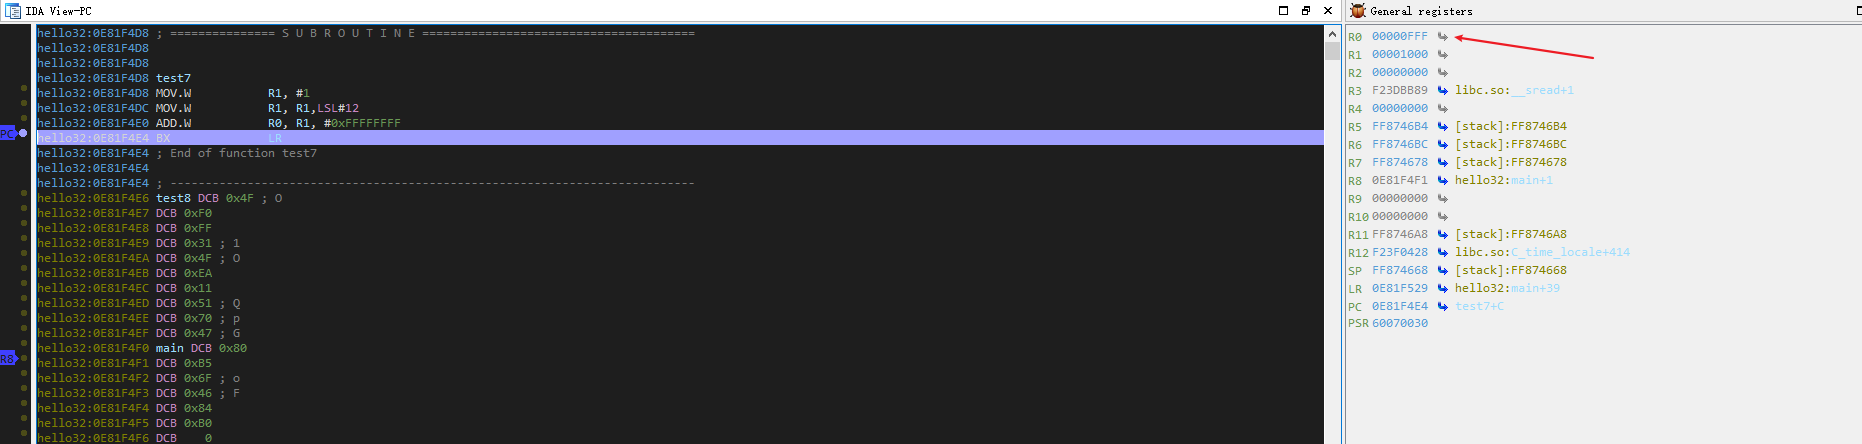 IDA View-PC
hello32:0E81F4D8 ; =============== S U B R O U T I N E =======================================
hello32:0E81F4D8
hello32:0E81F4D8
hello32:0E81F4D8 test7
hello32:0E81F4D8 MOV.W R1, #1
hello32:0E81F4DC MOV.W R1, R1,LSL#12
hello32:0E81F4E0 ADD.W R0, R1, #0xFFFFFFFF
PC hello32:0E81F4E4 BX LR
hello32:0E81F4E4 ; End of function test7
hello32:0E81F4E4
hello32:0E81F4E4 ; ---------------------------------------------------------------------------
hello32:0E81F4E6 test8 DCB 0x4F ; O
hello32:0E81F4E7 DCB 0xF0
hello32:0E81F4E8 DCB 0xFF
hello32:0E81F4E9 DCB 0x31 ; 1
hello32:0E81F4EA DCB 0x4F ; O
hello32:0E81F4EB DCB 0xEA
hello32:0E81F4EC DCB 0x11
hello32:0E81F4ED DCB 0x51 ; Q
hello32:0E81F4EE DCB 0x70 ; p
hello32:0E81F4EF DCB 0x47 ; G
hello32:0E81F4F0 main DCB 0x80
R8 hello32:0E81F4F1 DCB 0xB5
hello32:0E81F4F2 DCB 0x6F ; o
hello32:0E81F4F3 DCB 0x46 ; F
hello32:0E81F4F4 DCB 0x84
hello32:0E81F4F5 DCB 0xB0
hello32:0E81F4F6 DCB 0
General registers
R0 00000FFF
R1 00001000
R2 00000000
R3 F23DBB89 libc.so:__sread+1
R4 00000000
R5 FF8746B4 [stack]:FF8746B4
R6 FF8746BC [stack]:FF8746BC
R7 FF874678 [stack]:FF874678
R8 0E81F4F1 hello32:main+1
R9 00000000
R10 00000000
R11 FF8746A8 [stack]:FF8746A8
R12 F23F0428 libc.so:C_time_locale+414
SP FF874668 [stack]:FF874668
LR 0E81F529 hello32:main+39
PC 0E81F4E4 test7+C
PSR 60070030